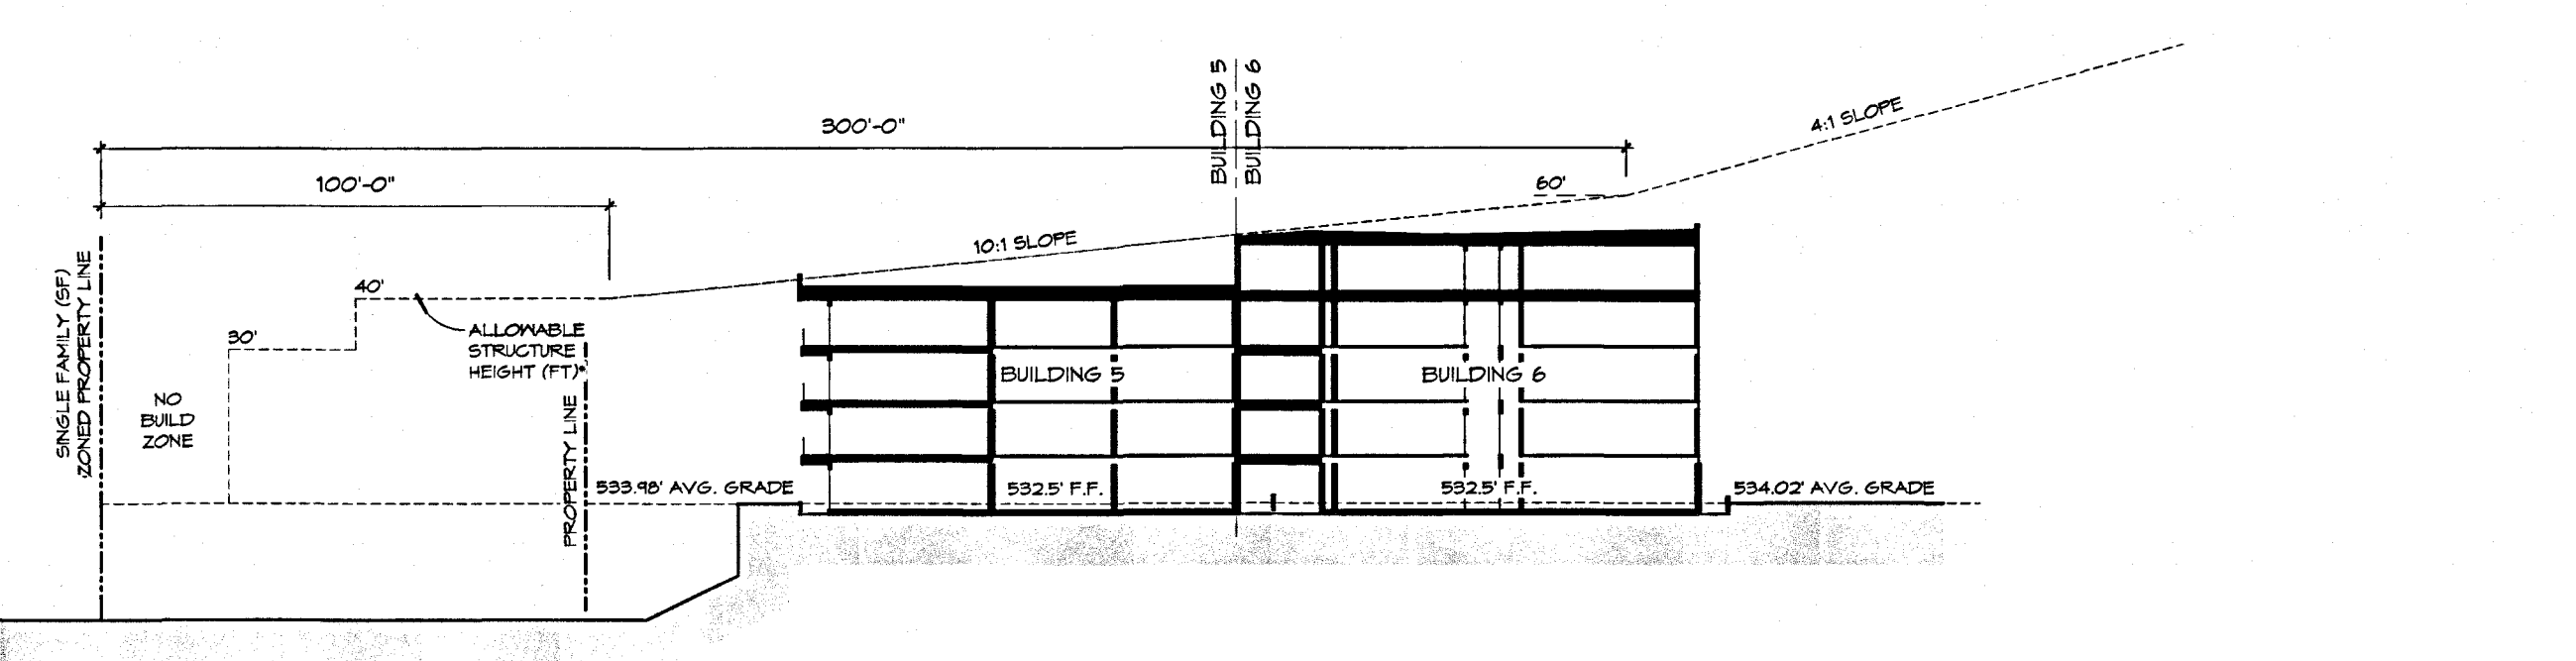 BUILDING 5
BUILDING 6
300'-0"
4:1 SLOPE
100'-0"
60'
10:1 SLOPE
SINGLE FAMILY (SF)
ZONED PROPERTY LINE
40'
30'
ALLOWABLE
STRUCTURE
HEIGHT (FT)*
NO
BUILD
ZONE
PROPERTY LINE
BUILDING 5
BUILDING 6
533.98' AVG. GRADE
532.5' F.F.
532.5' F.F.
534.02' AVG. GRADE